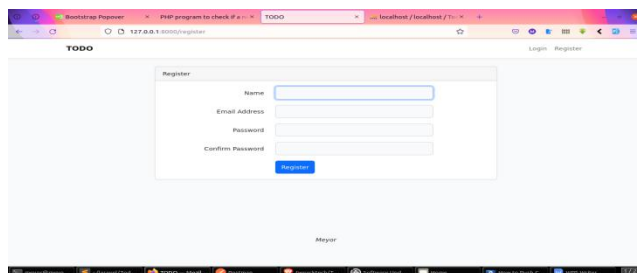 Bootstrap Popover
PHP program to check if a
TODO
localhost / localhost /
127.0.0.1:8000/register
TODO
Login Register
Register
Name
Email Address
Password
Confirm Password
Register
Meyor